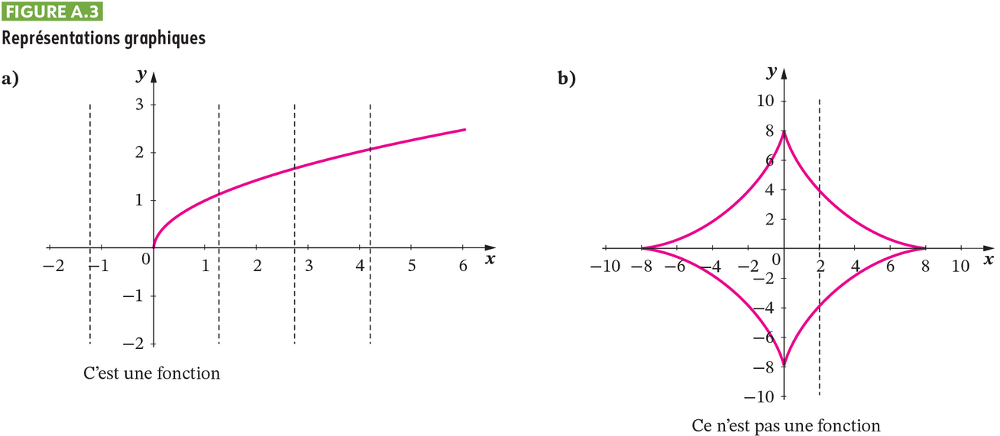 FIGURE A.3
Représentations graphiques
a)
y
3
2
1
0
−2 −1 1 2 3 4 5 6 x
−1
−2
C’est une fonction
b)
y
10
8
6
4
2
0
−10 −8 −6 −4 −2 2 4 6 8 10 x
−2
−4
−6
−8
−10
Ce n’est pas une fonction